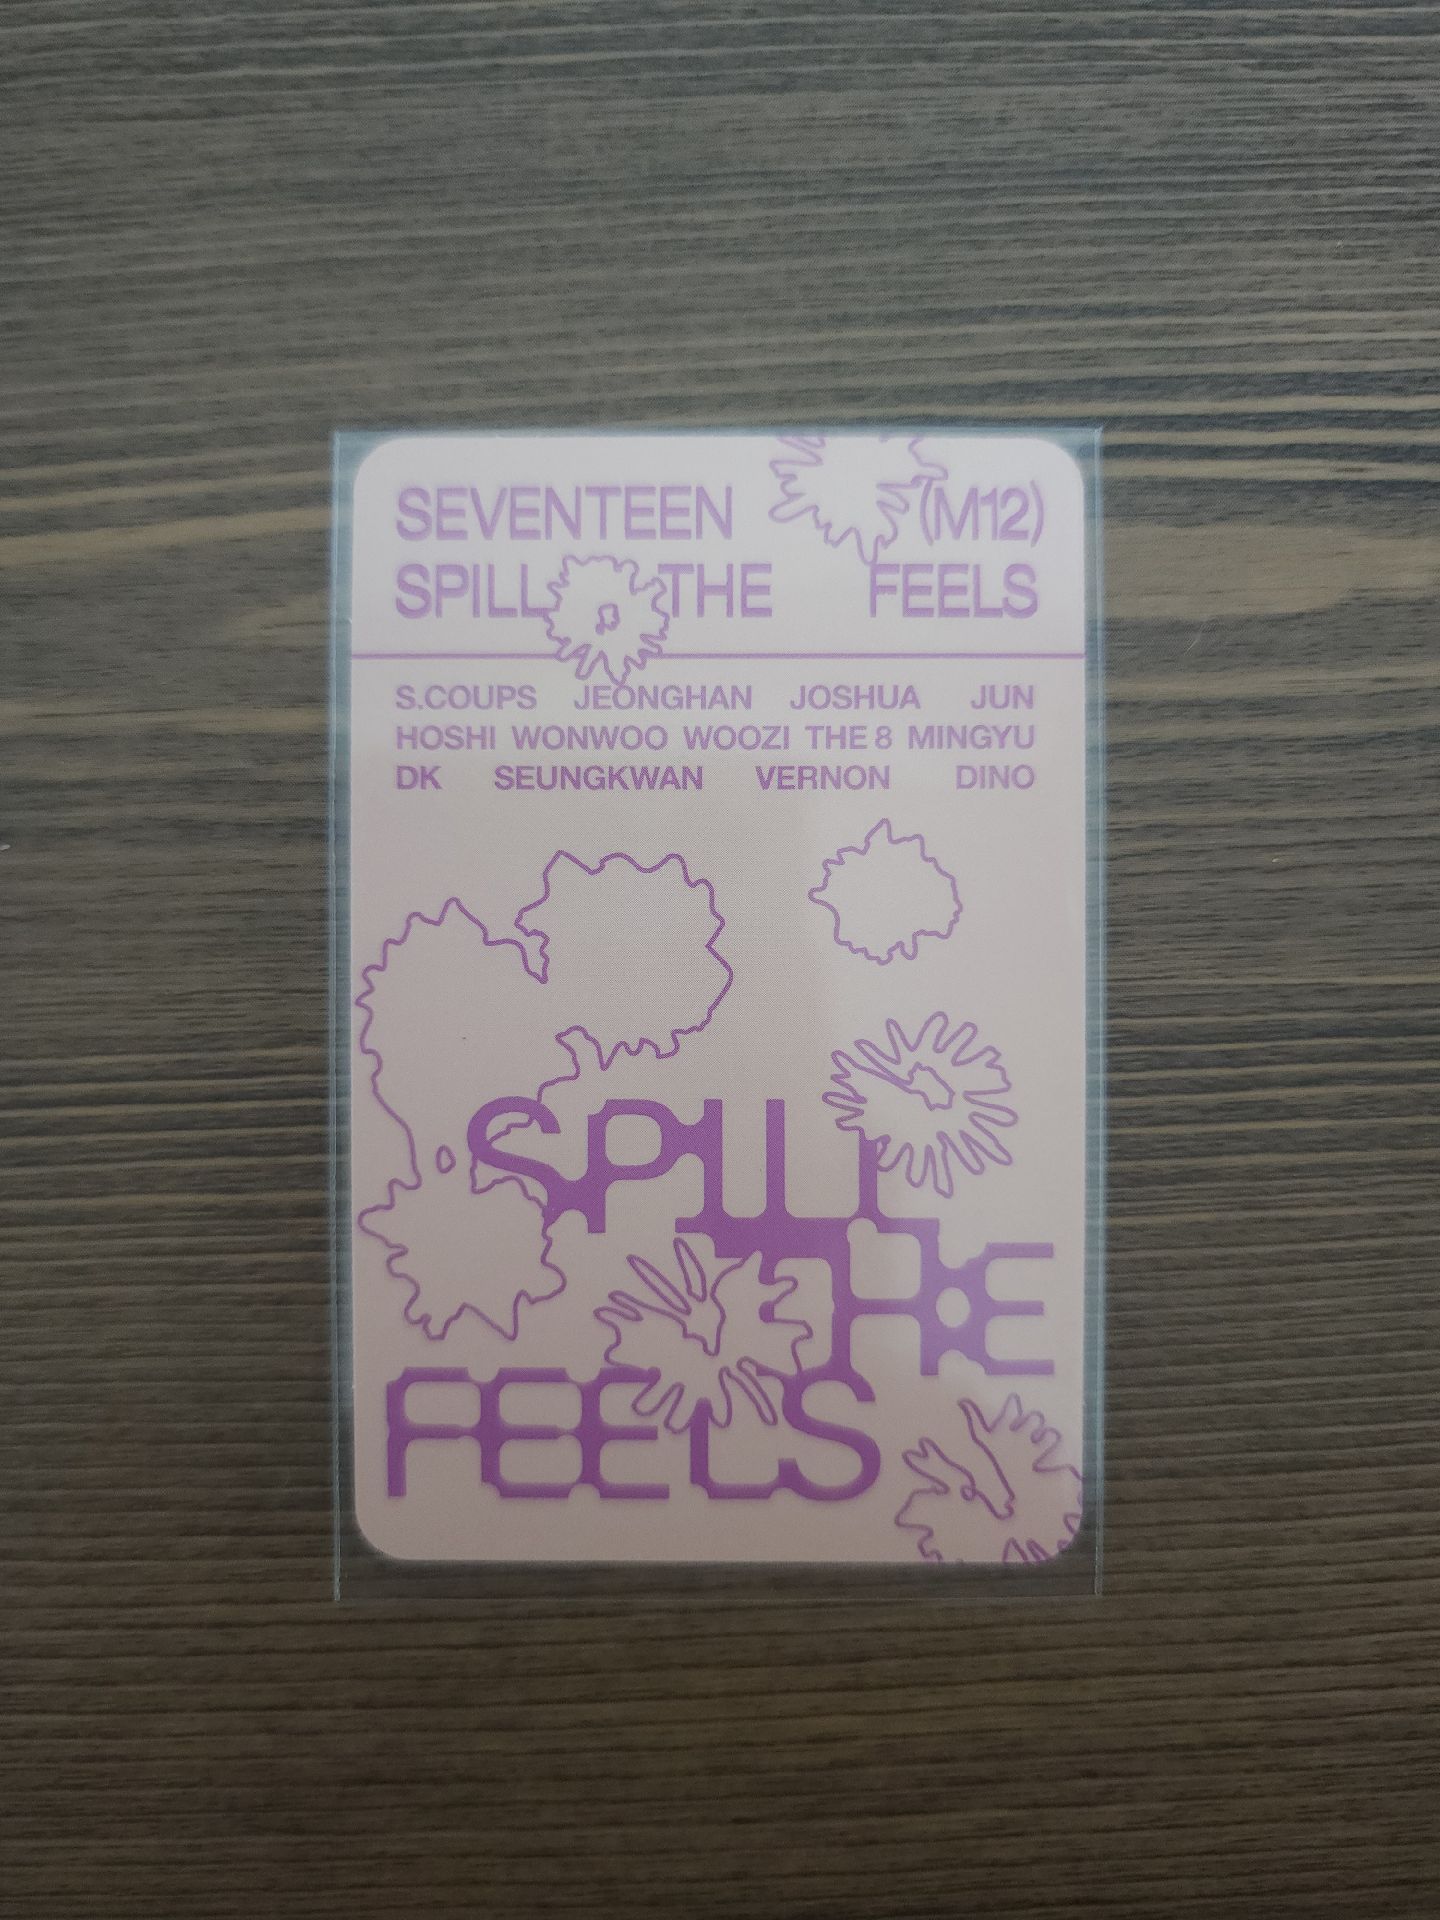 SEVENTEEN (M12)
SPILL THE FEELS
S.COUPS JEONGHAN JOSHUA JUN
HOSHI WONWOO WOOZI THE 8 MINGYU
DK SEUNGKWAN VERNON DINO
SPILL
THE
FEELS